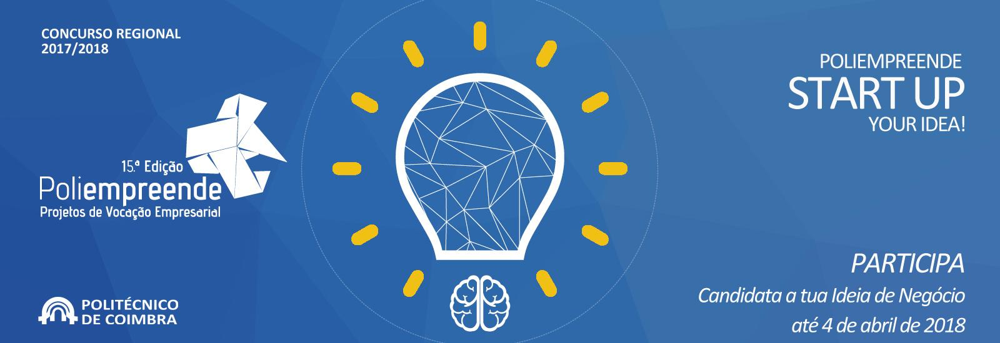 CONCURSO REGIONAL
2017/2018
15.ª Edição
Poliempreende
Projetos de Vocação Empresarial
POLITÉCNICO
DE COIMBRA
POLIEMPREENDE
START UP
YOUR IDEA!
PARTICIPA
Candidata a tua Ideia de Negócio
até 4 de abril de 2018